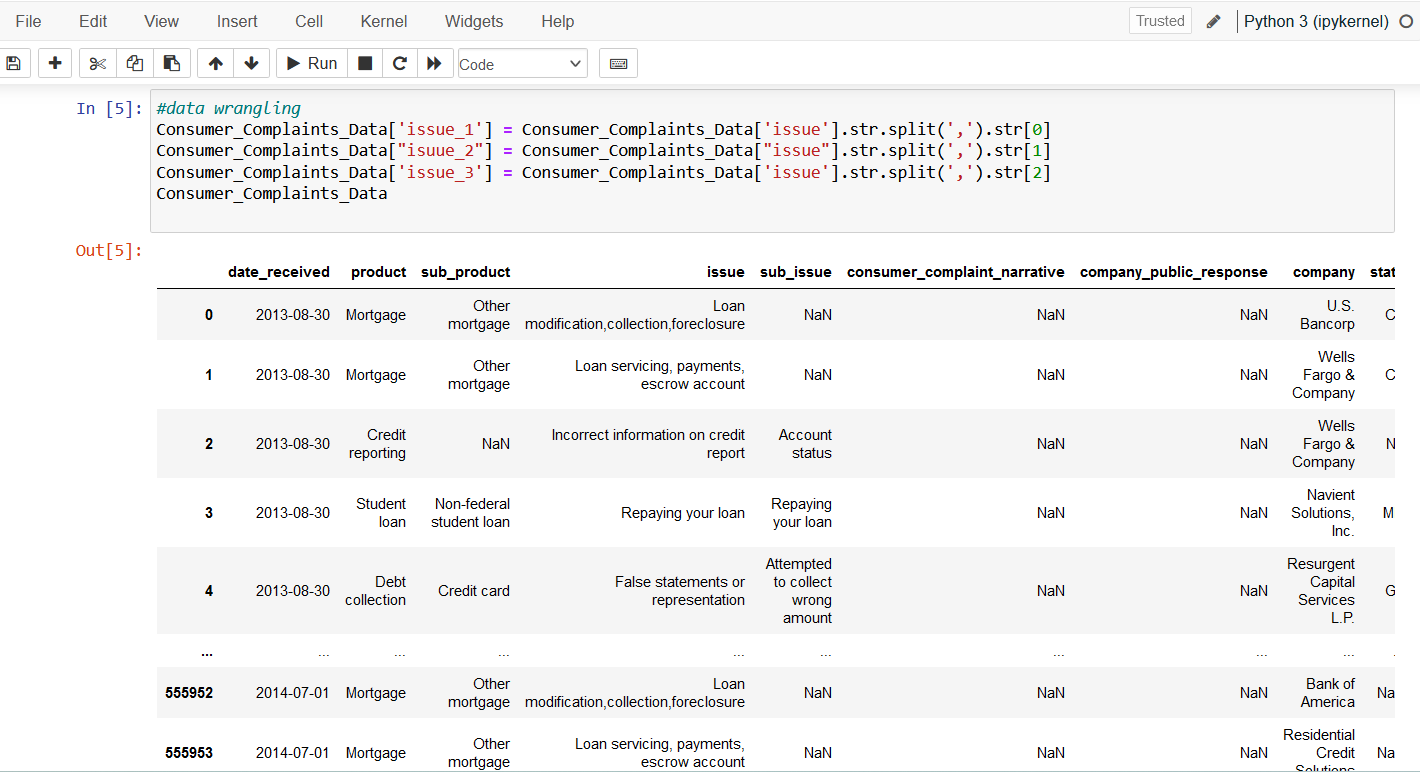 File Edit View Insert Cell Kernel Widgets Help Trusted Python 3 (ipykernel)
Run Code
In [5]: #data wrangling
Consumer_Complaints_Data['issue_1'] = Consumer_Complaints_Data['issue'].str.split(',').str[0]
Consumer_Complaints_Data["isuue_2"] = Consumer_Complaints_Data["issue"].str.split(',').str[1]
Consumer_Complaints_Data['issue_3'] = Consumer_Complaints_Data['issue'].str.split(',').str[2]
Consumer_Complaints_Data
Out[5]:
date_received product sub_product issue sub_issue consumer_complaint_narrative company_public_response company stat
0 2013-08-30 Mortgage Other mortgage Loan modification,collection,foreclosure NaN NaN NaN U.S. Bancorp C
1 2013-08-30 Mortgage Other mortgage Loan servicing, payments, escrow account NaN NaN NaN Wells Fargo & Company C
2 2013-08-30 Credit reporting NaN Incorrect information on credit report Account status NaN NaN Wells Fargo & Company N
3 2013-08-30 Student loan Non-federal student loan Repaying your loan Repaying your loan NaN NaN Navient Solutions, Inc. M
4 2013-08-30 Debt collection Credit card False statements or representation Attempted to collect wrong amount NaN NaN Resurgent Capital Services L.P. G
... ... ... ... ... ... ... ... ... .
555952 2014-07-01 Mortgage Other mortgage Loan modification,collection,foreclosure NaN NaN NaN Bank of America Na
555953 2014-07-01 Mortgage Other mortgage Loan servicing, payments, escrow account NaN NaN NaN Residential Credit Solutions Na